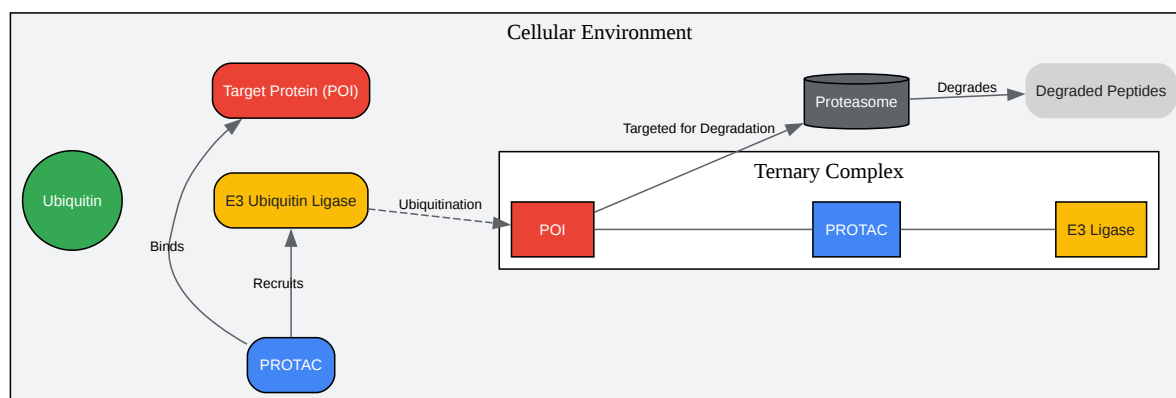 Cellular Environment
Target Protein (POI)
Proteasome
Degrades
Degraded Peptides
Targeted for Degradation
Ternary Complex
Ubiquitin
E3 Ubiquitin Ligase
Ubiquitination
POI
PROTAC
E3 Ligase
Binds
Recruits
PROTAC